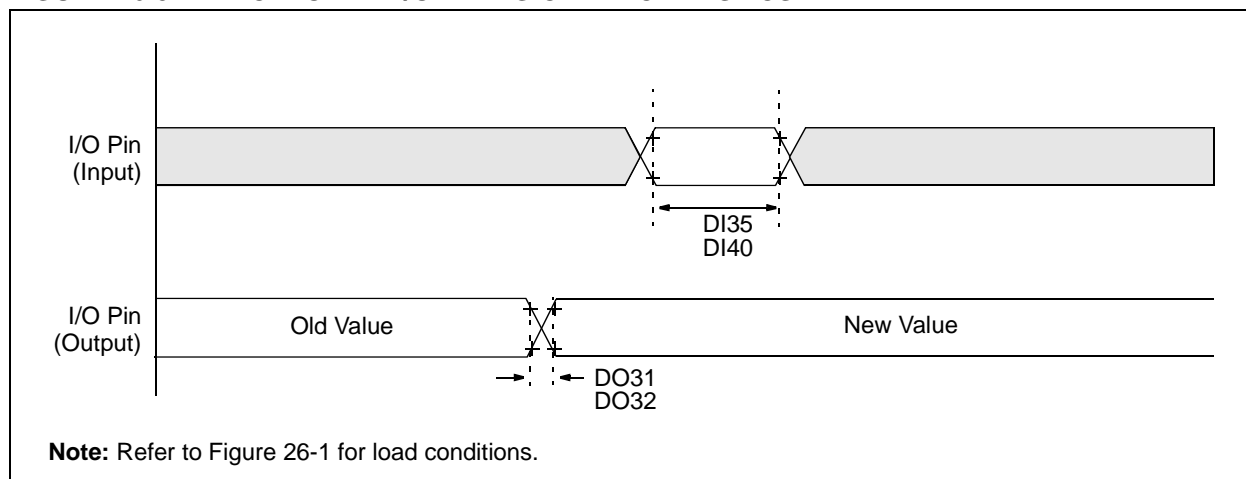 I/O Pin
(Input)
DI35
DI40
I/O Pin
(Output)
Old Value
New Value
DO31
DO32
Note: Refer to Figure 26-1 for load conditions.